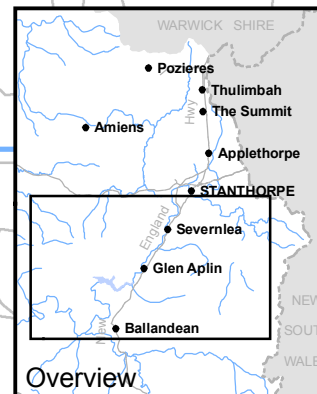 WARWICK SHIRE
Pozieres
Thulimbah
Hwy
The Summit
Amiens
Applethorpe
STANTHORPE
England
Severnlea
Glen Aplin
NEW
SOUT
WALE
New
Ballandean
Overview